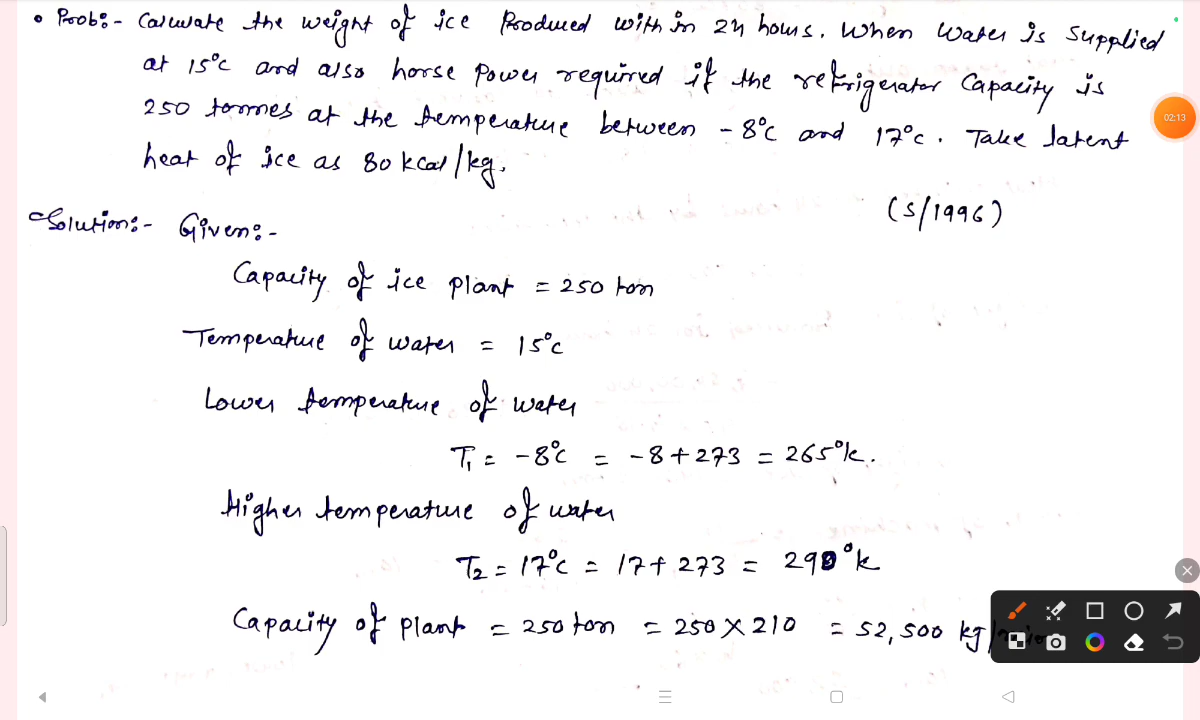 • Prob:- Calculate the weight of ice Produced with in 24 hours. When water is supplied
at 15°c and also horse power required if the refrigerator Capacity is
250 tonnes at the temperature between -8°c and 17°c. Take latent
heat of ice as 80 kcal/kg.
(S/1996)
Solution:- Given:-
Capacity of ice plant = 250 ton
Temperature of water = 15°c
Lower temperature of water
T₁ = -8°c = -8+273 = 265°k.
Higher temperature of water
T₂ = 17°c = 17+273 = 290°k
Capacity of plant = 250 ton = 250 × 210 = 52,500 kJ/
02:13